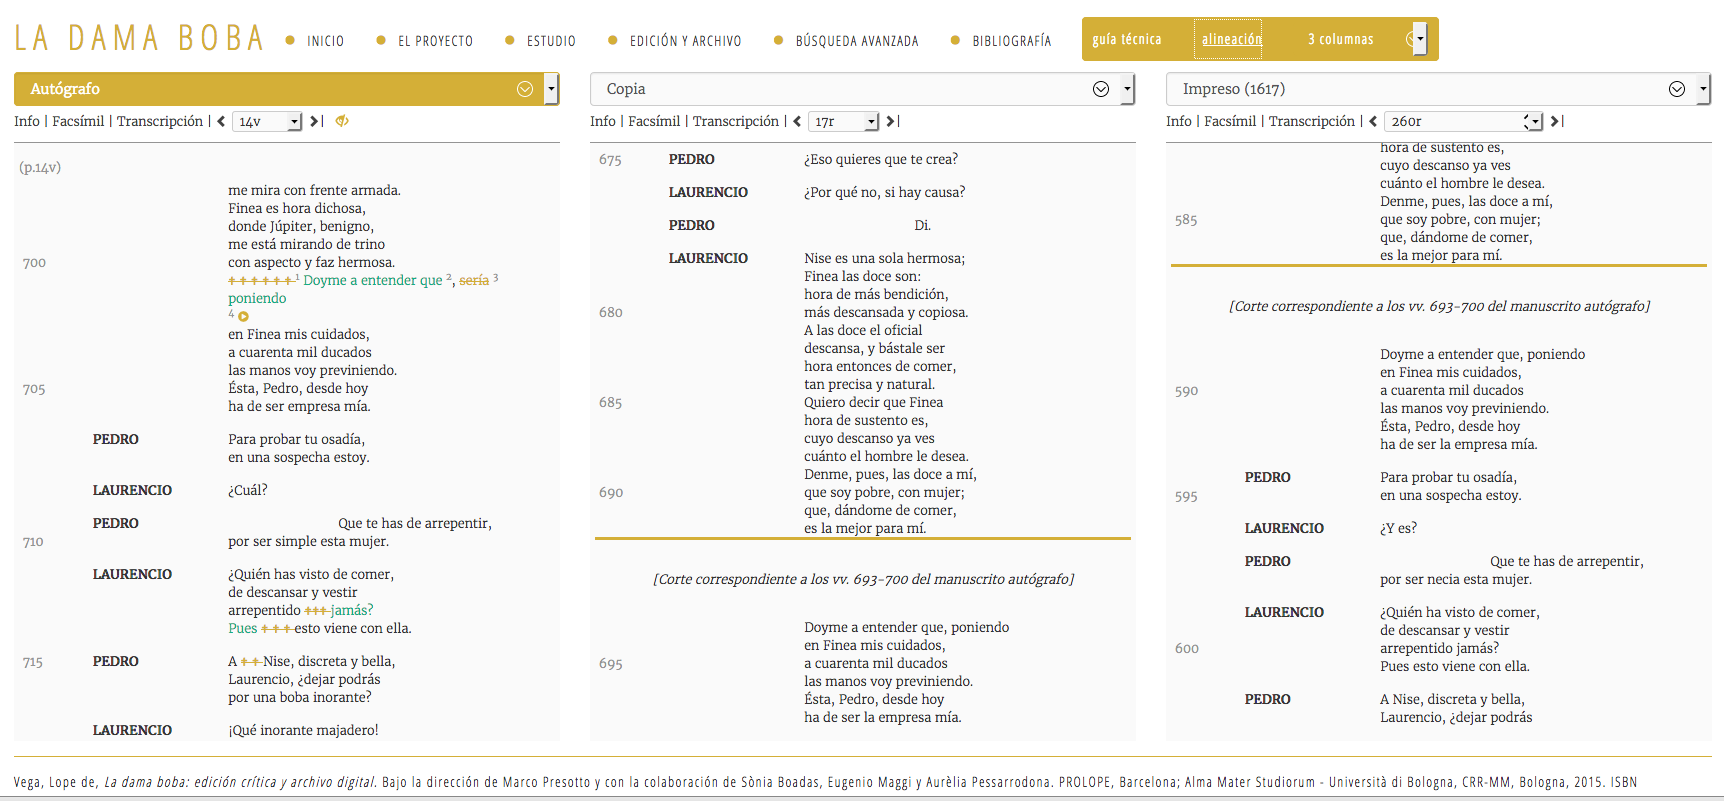 LA DAMA BOBA
INICIO
EL PROYECTO
ESTUDIO
EDICIÓN Y ARCHIVO
BÚSQUEDA AVANZADA
BIBLIOGRAFÍA
guía técnica
alineación
3 columnas
Autógrafo
Info | Facsímil | Transcripción | 14v
(p.14v)
me mira con frente armada.
Finea es hora dichosa,
donde Júpiter, benigno,
me está mirando de trino
700 con aspecto y faz hermosa.
††††††¹ Doyme a entender que ², sería ³
poniendo
4
en Finea mis cuidados,
a cuarenta mil ducados
las manos voy previniendo.
705 Ésta, Pedro, desde hoy
ha de ser empresa mía.
PEDRO Para probar tu osadía,
en una sospecha estoy.
LAURENCIO ¿Cuál?
PEDRO Que te has de arrepentir,
710 por ser simple esta mujer.
LAURENCIO ¿Quién has visto de comer,
de descansar y vestir
arrepentido ††† jamás?
Pues ††† esto viene con ella.
715 PEDRO A †† Nise, discreta y bella,
Laurencio, ¿dejar podrás
por una boba inorante?
LAURENCIO ¡Qué inorante majadero!
Copia
Info | Facsímil | Transcripción | 17r
675 PEDRO ¿Eso quieres que te crea?
LAURENCIO ¿Por qué no, si hay causa?
PEDRO Di.
LAURENCIO Nise es una sola hermosa;
Finea las doce son:
hora de más bendición,
680 más descansada y copiosa.
A las doce el oficial
descansa, y bástale ser
hora entonces de comer,
tan precisa y natural.
685 Quiero decir que Finea
hora de sustento es,
cuyo descanso ya ves
cuánto el hombre le desea.
Denme, pues, las doce a mí,
690 que soy pobre, con mujer;
que, dándome de comer,
es la mejor para mí.
[Corte correspondiente a los vv. 693-700 del manuscrito autógrafo]
Doyme a entender que, poniendo
en Finea mis cuidados,
695 a cuarenta mil ducados
las manos voy previniendo.
Ésta, Pedro, desde hoy
ha de ser la empresa mía.
Impreso (1617)
Info | Facsímil | Transcripción | 260r
hora de sustento es,
cuyo descanso ya ves
cuánto el hombre le desea.
Denme, pues, las doce a mí,
585 que soy pobre, con mujer;
que, dándome de comer,
es la mejor para mí.
[Corte correspondiente a los vv. 693-700 del manuscrito autógrafo]
Doyme a entender que, poniendo
en Finea mis cuidados,
590 a cuarenta mil ducados
las manos voy previniendo.
Ésta, Pedro, desde hoy
ha de ser la empresa mía.
PEDRO Para probar tu osadía,
595 en una sospecha estoy.
LAURENCIO ¿Y es?
PEDRO Que te has de arrepentir,
por ser necia esta mujer.
LAURENCIO ¿Quién ha visto de comer,
de descansar y vestir
600 arrepentido jamás?
Pues esto viene con ella.
PEDRO A Nise, discreta y bella,
Laurencio, ¿dejar podrás
Vega, Lope de, La dama boba: edición crítica y archivo digital. Bajo la dirección de Marco Presotto y con la colaboración de Sònia Boadas, Eugenio Maggi y Aurèlia Pessarrodona. PROLOPE, Barcelona; Alma Mater Studiorum - Università di Bologna, CRR-MM, Bologna, 2015. ISBN